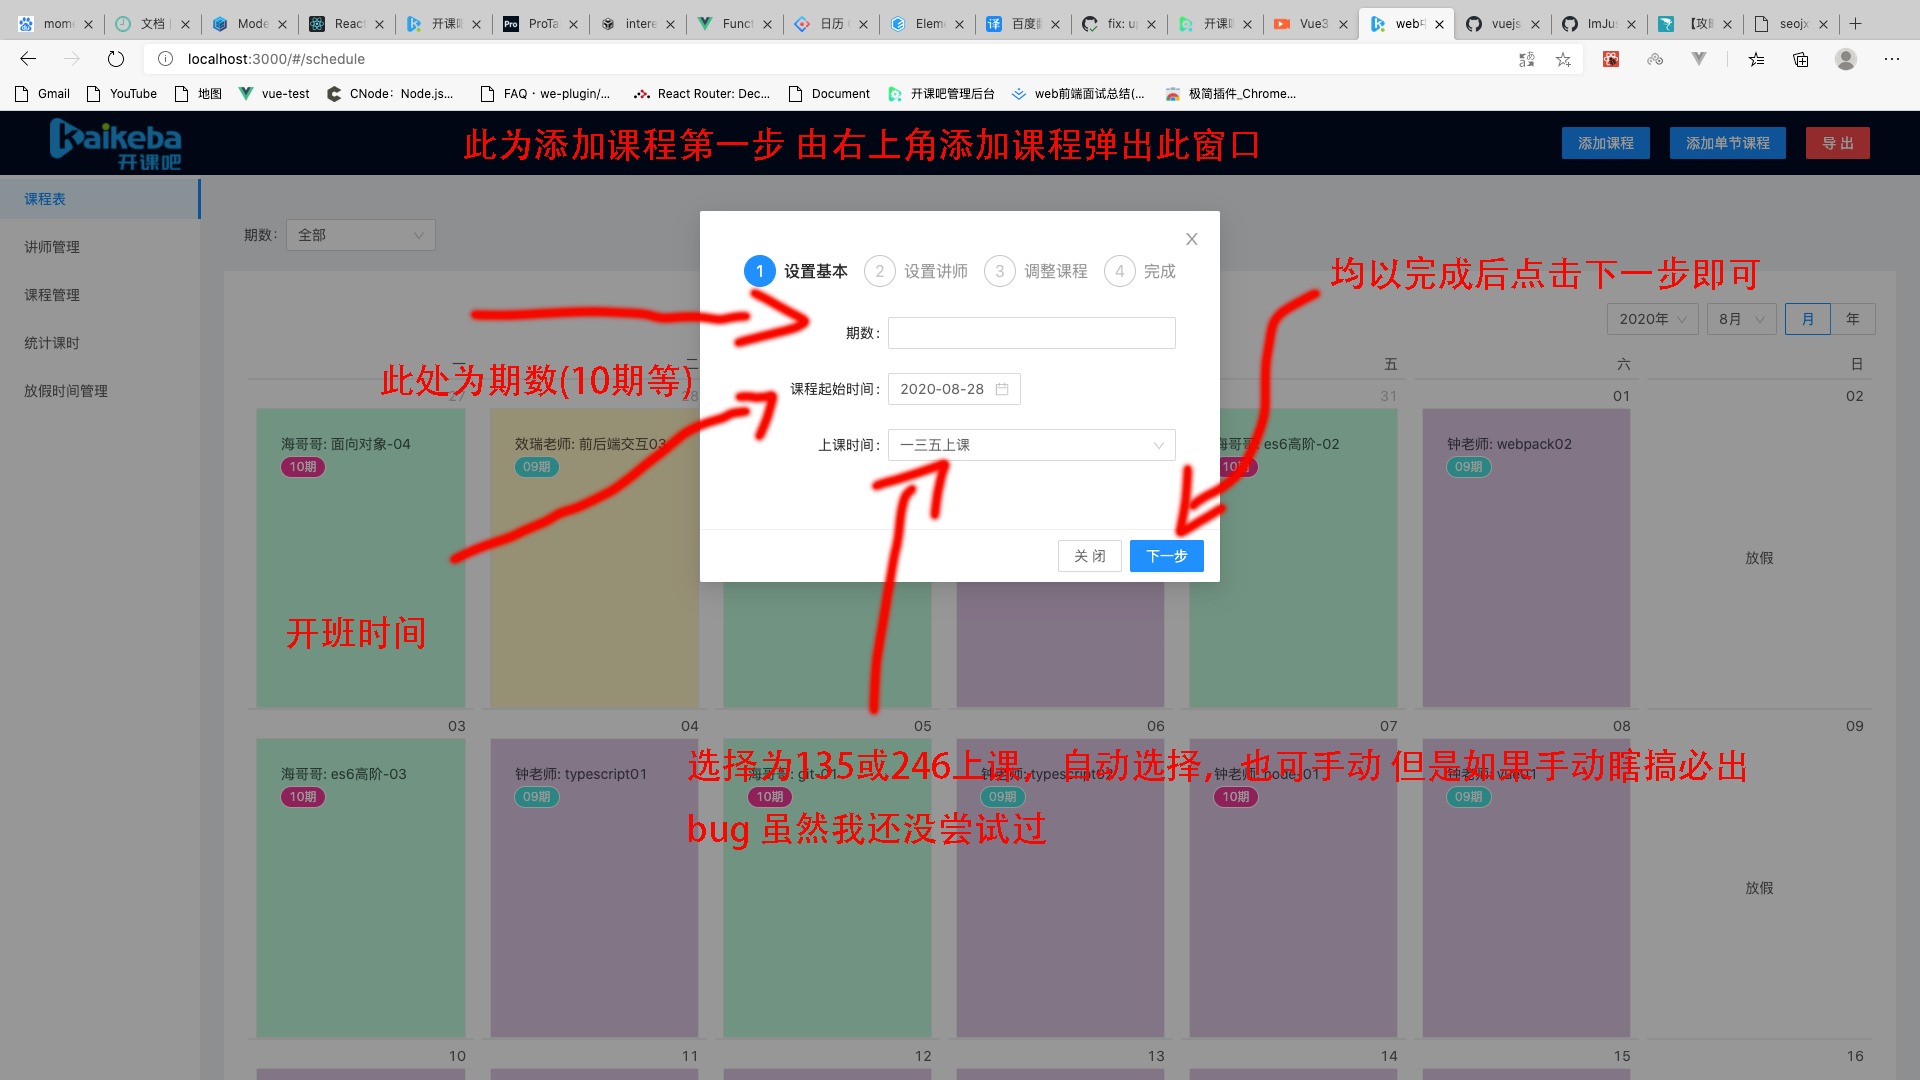 mom
文档
Mode
React
开课吧
ProTa
inter
Funct
日历
Elem
百度翻
fix: u
开课吧
Vue3
web
vuejs
ImJu
【攻
seojx
localhost:3000/#/schedule
Gmail
YouTube
地图
vue-test
CNode：Node.js...
FAQ · we-plugin/...
React Router: Dec...
Document
开课吧管理后台
web前端面试总结(...
极简插件_Chrome...
Kaikeba
开课吧
此为添加课程第一步 由右上角添加课程弹出此窗口
添加课程
添加单节课程
导 出
课程表
讲师管理
课程管理
统计课时
放假时间管理
期数:
全部
1 设置基本
2 设置讲师
3 调整课程
4 完成
均以完成后点击下一步即可
2020年
8月
月
年
期数:
此处为期数(10期等)
课程起始时间:
2020-08-28
上课时间:
一三五上课
关 闭
下一步
开班时间
一
二
五
六
日
27
28
31
01
02
海哥哥: 面向对象-04
10期
效瑞老师: 前后端交互03
09期
海哥哥: es6高阶-02
10期
钟老师: webpack02
09期
放假
03
04
05
06
07
08
09
海哥哥: es6高阶-03
10期
钟老师: typescript01
09期
海哥哥: git-01
10期
钟老师: typescript02
09期
钟老师: node-01
10期
钟老师: vue01
09期
放假
选择为135或246上课，自动选择，也可手动 但是如果手动瞎搞必出
bug 虽然我还没尝试过
10
11
12
13
14
15
16